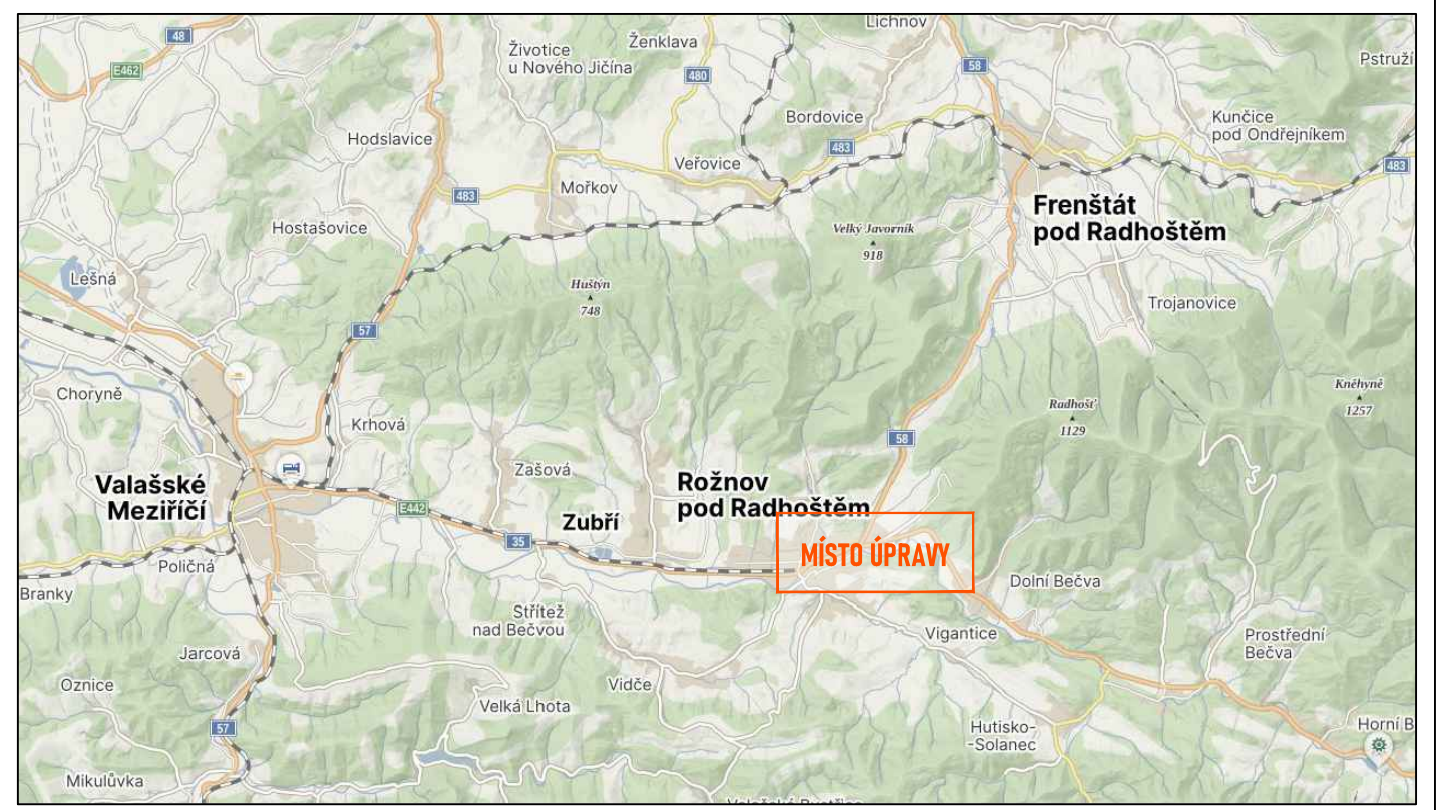 Lichnov
48
Ženklava
Životice
u Nového Jičína
Pstruží
E462
480
58
Bordovice
Kunčice
pod Ondřejníkem
Hodslavice
483
Veřovice
483
Mořkov
483
Frenštát
pod Radhoštěm
Hostašovice
Velký Javorník
918
Lešná
Huštýn
748
Trojanovice
57
Choryně
Kněhyně
1257
Radhošť
1129
Krhová
58
Zašová
Valašské
Meziříčí
Rožnov
pod Radhoštěm
E442
Zubří
35
MÍSTO ÚPRAVY
Poličná
Dolní Bečva
Branky
Střítež
nad Bečvou
Vigantice
Prostřední
Bečva
Jarcová
Oznice
Vidče
Velká Lhota
57
Hutisko-
-Solanec
Horní B
Mikulůvka